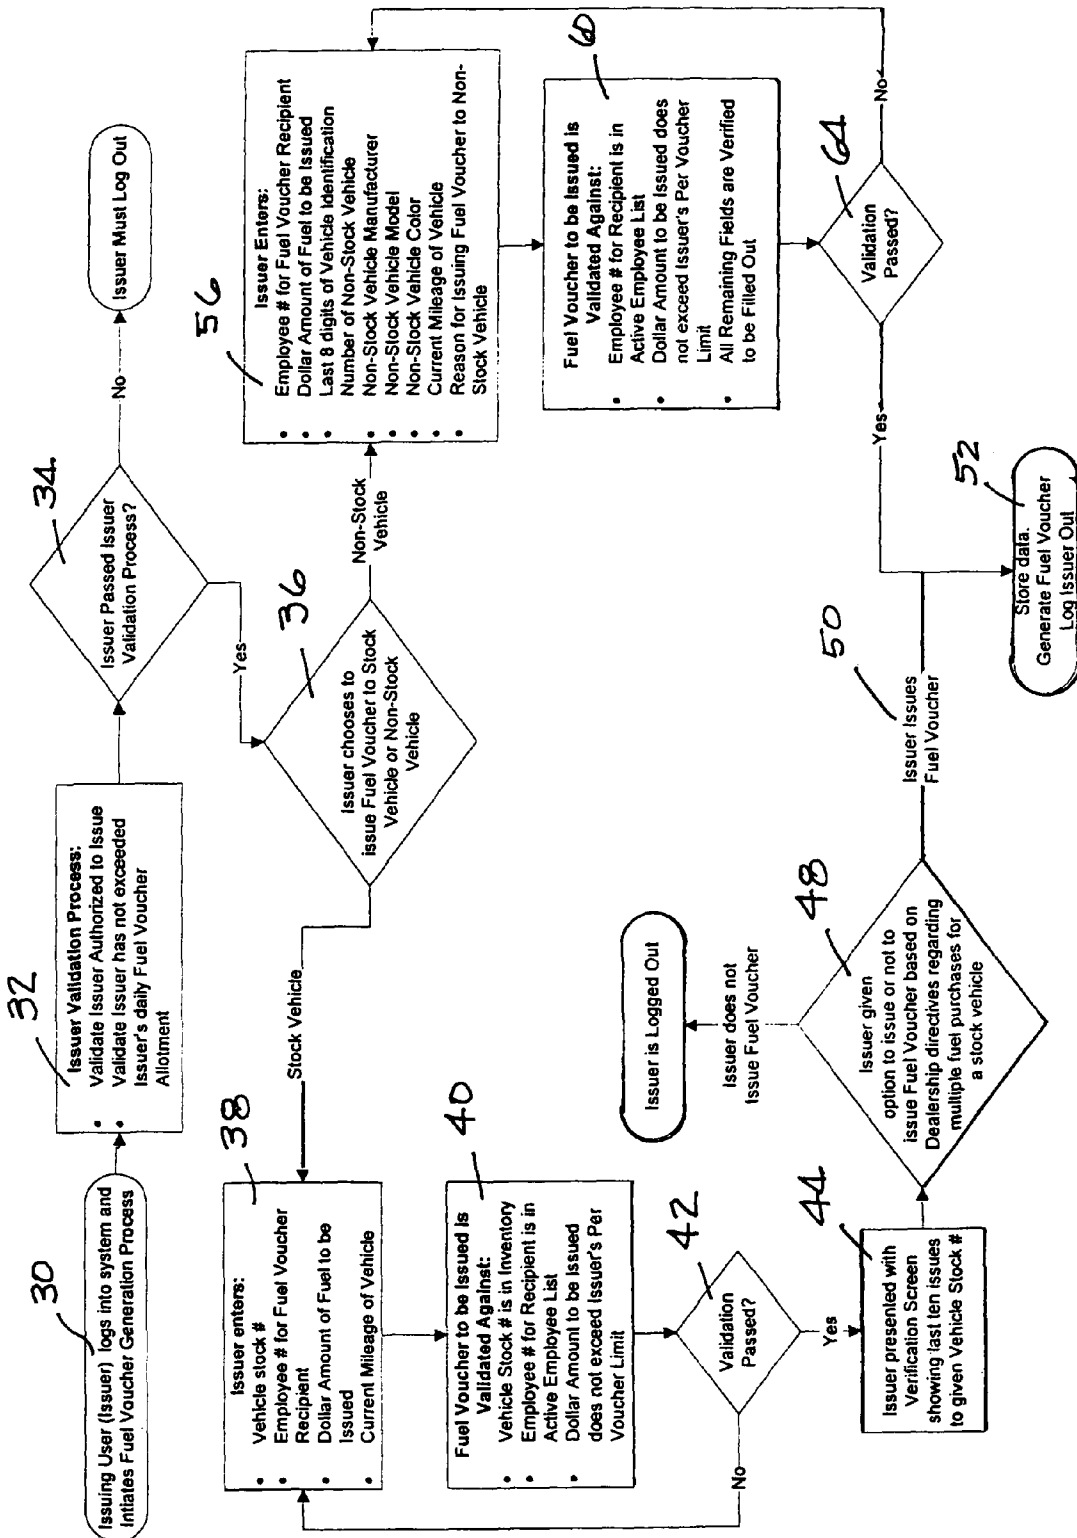 30
Issuing User (Issuer) logs into system and
Intiates Fuel Voucher Generation Process
32
Issuer Validation Process:
• Validate Issuer Authorized to Issue
• Validate Issuer has not exceeded
Issuer's daily Fuel Voucher
Allotment
34
Issuer Passed Issuer
Validation Process?
No
Issuer Must Log Out
Yes
36
Issuer chooses to
issue Fuel Voucher to Stock
Vehicle or Non-Stock
Vehicle
Stock Vehicle
Non-Stock
Vehicle
38
Issuer enters:
• Vehicle stock #
• Employee # for Fuel Voucher
Recipient
• Dollar Amount of Fuel to be
Issued
• Current Mileage of Vehicle
40
Fuel Voucher to be Issued is
Validated Against:
• Vehicle Stock # is in Inventory
• Employee # for Recipient is in
Active Employee List
• Dollar Amount to be Issued
does not exceed Issuer's Per
Voucher Limit
42
Validation
Passed?
No
Yes
44
Issuer presented with
Verification Screen
showing last ten issues
to given Vehicle Stock #
48
Issuer given
option to issue or not to
issue Fuel Voucher based on
Dealership directives regarding
multiple fuel purchases for
a stock vehicle
Issuer does not
Issue Fuel Voucher
Issuer is Logged Out
50
Issuer Issues
Fuel Voucher
52
Store data.
Generate Fuel Voucher
Log Issuer Out
56
Issuer Enters:
• Employee # for Fuel Voucher Recipient
• Dollar Amount of Fuel to be Issued
• Last 8 digits of Vehicle Identification
Number of Non-Stock Vehicle
• Non-Stock Vehicle Manufacturer
• Non-Stock Vehicle Model
• Non-Stock Vehicle Color
• Current Mileage of Vehicle
• Reason for Issuing Fuel Voucher to Non-
Stock Vehicle
60
Fuel Voucher to be Issued is
Validated Against:
• Employee # for Recipient is in
Active Employee List
• Dollar Amount to be Issued does
not exceed Issuer's Per Voucher
Limit
• All Remaining Fields are Verified
to be Filled Out
64
Validation
Passed?
No
Yes